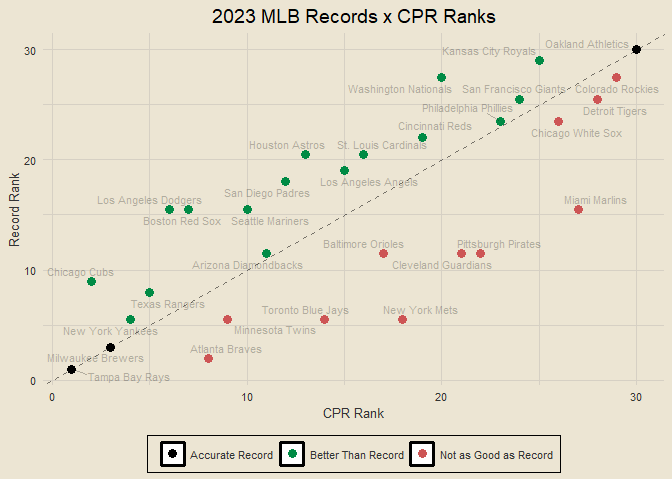 2023 MLB Records x CPR Ranks
Oakland Athletics
Kansas City Royals
Washington Nationals
San Francisco Giants
Colorado Rockies
Philadelphia Phillies
Detroit Tigers
Cincinnati Reds
Chicago White Sox
Houston Astros
St. Louis Cardinals
Los Angeles Angels
San Diego Padres
Los Angeles Dodgers
Miami Marlins
Boston Red Sox
Seattle Mariners
Baltimore Orioles
Pittsburgh Pirates
Arizona Diamondbacks
Cleveland Guardians
Chicago Cubs
Texas Rangers
Toronto Blue Jays
New York Mets
New York Yankees
Minnesota Twins
Milwaukee Brewers
Atlanta Braves
Tampa Bay Rays
Record Rank
30
20
10
0
0 10 20 30
CPR Rank
Accurate Record Better Than Record Not as Good as Record